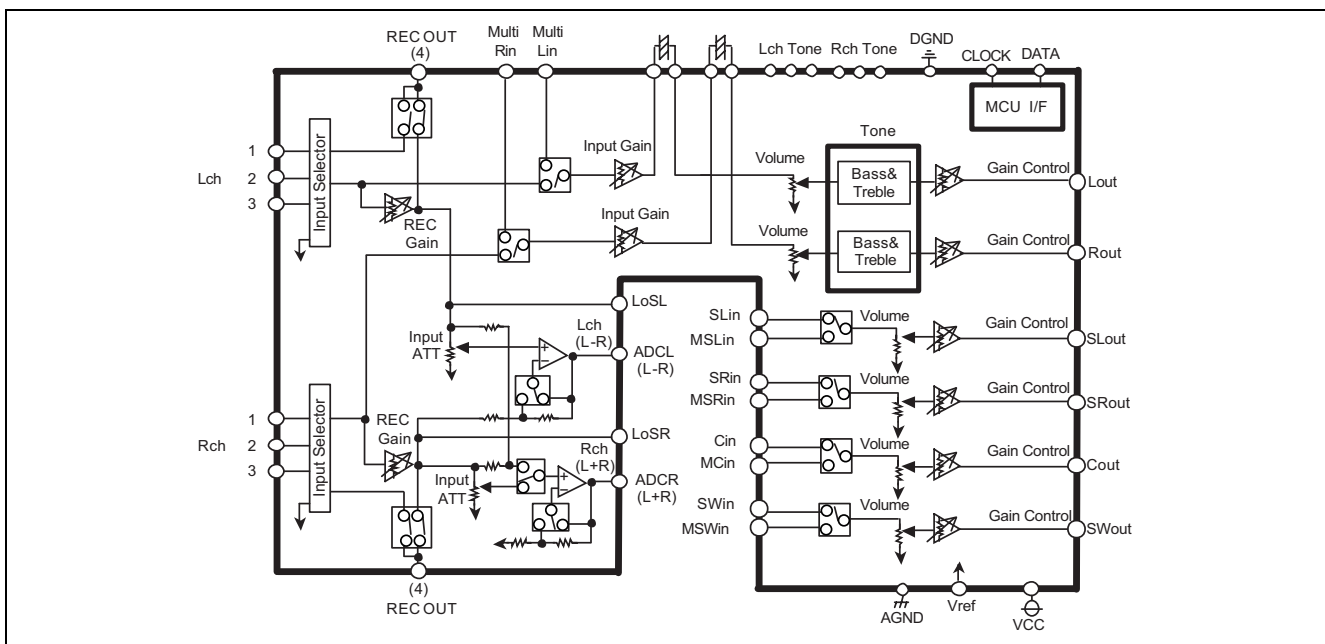 REC OUT
(4)
Multi
Rin
Multi
Lin
Lch Tone
Rch Tone
DGND
CLOCK
DATA
MCU I/F
Lch
1
2
3
Input Selector
REC
Gain
Input Gain
Input Gain
Volume
Volume
Tone
Bass&
Treble
Bass&
Treble
Gain Control
Lout
Gain Control
Rout
LoSL
Input
ATT
Lch
(L-R)
ADCL
(L-R)
Rch
1
2
3
Input Selector
REC
Gain
LoSR
Input
ATT
Rch
(L+R)
ADCR
(L+R)
(4)
REC OUT
SLin
MSLin
Volume
Gain Control
SLout
SRin
MSRin
Volume
Gain Control
SRout
Cin
MCin
Volume
Gain Control
Cout
SWin
MSWin
Volume
Gain Control
SWout
AGND
Vref
VCC